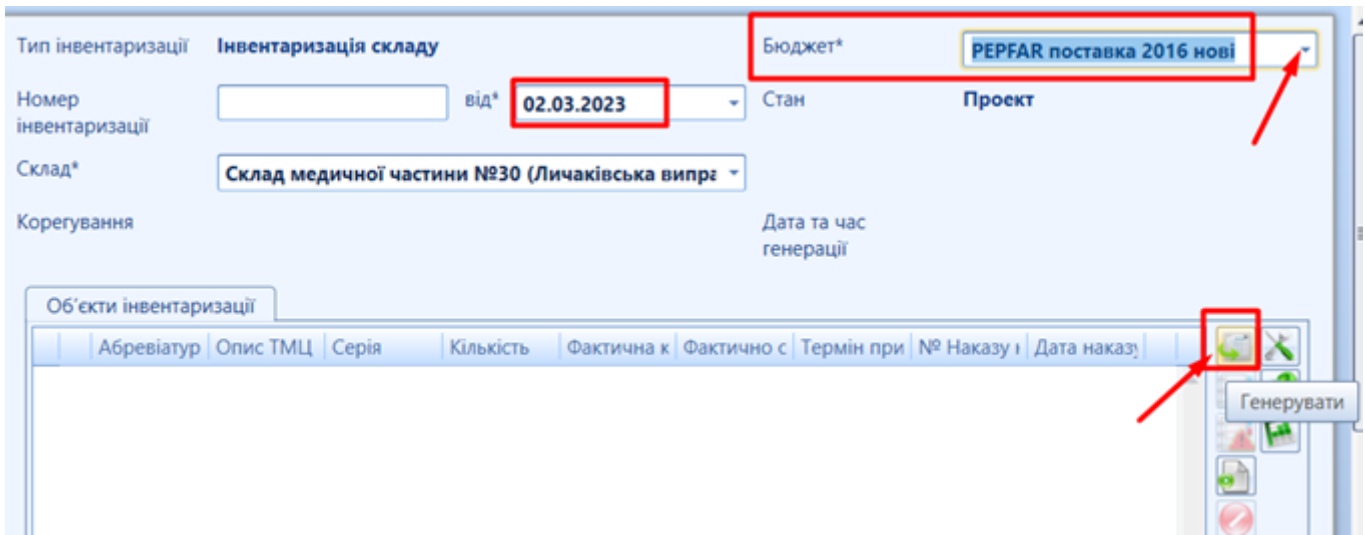 Тип інвентаризації Інвентаризація складу Бюджет* PEPFAR поставка 2016 нові
Номер інвентаризації від* 02.03.2023 Стан Проект
Склад* Склад медичної частини №30 (Личаківська випра
Корегування Дата та час генерації
Об'єкти інвентаризації
Абревіатур Опис ТМЦ Серія Кількість Фактична к Фактично с Термін при № Наказу Дата наказу
Генерувати